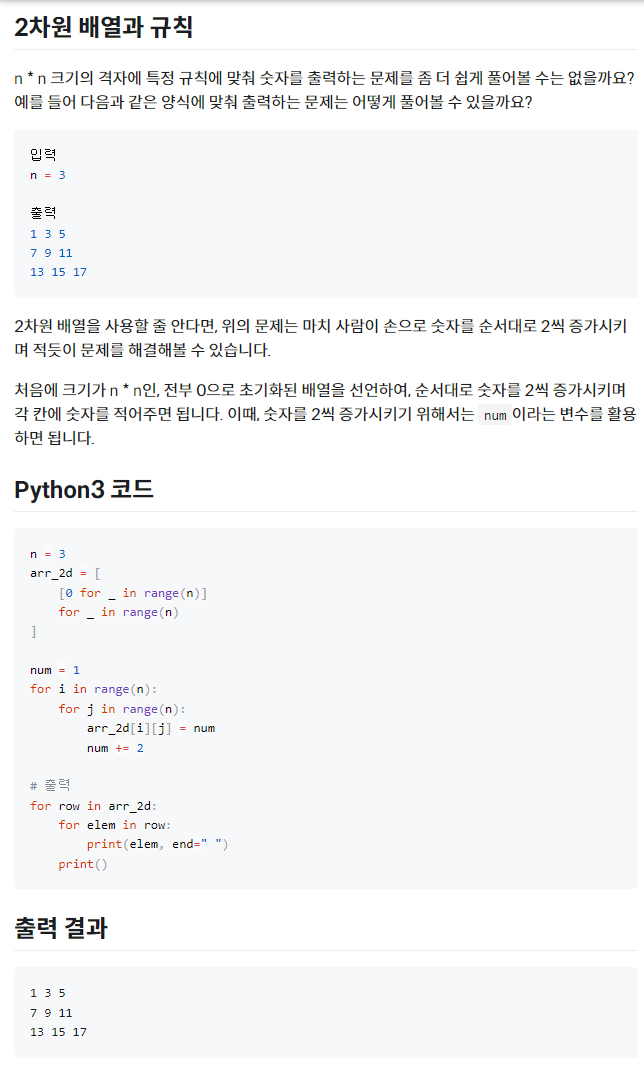 2차원 배열과 규칙
n * n 크기의 격자에 특정 규칙에 맞춰 숫자를 출력하는 문제를 좀 더 쉽게 풀어볼 수는 없을까요?
예를 들어 다음과 같은 양식에 맞춰 출력하는 문제는 어떻게 풀어볼 수 있을까요?
입력
n = 3
출력
1 3 5
7 9 11
13 15 17
2차원 배열을 사용할 줄 안다면, 위의 문제는 마치 사람이 손으로 숫자를 순서대로 2씩 증가시키
며 적듯이 문제를 해결해볼 수 있습니다.
처음에 크기가 n * n인, 전부 0으로 초기화된 배열을 선언하여, 순서대로 숫자를 2씩 증가시키며
각 칸에 숫자를 적어주면 됩니다. 이때, 숫자를 2씩 증가시키기 위해서는 num 이라는 변수를 활용
하면 됩니다.
Python3 코드
n = 3
arr_2d = [
    [0 for _ in range(n)]
    for _ in range(n)
]
num = 1
for i in range(n):
    for j in range(n):
        arr_2d[i][j] = num
        num += 2
# 출력
for row in arr_2d:
    for elem in row:
        print(elem, end=" ")
    print()
출력 결과
1 3 5
7 9 11
13 15 17